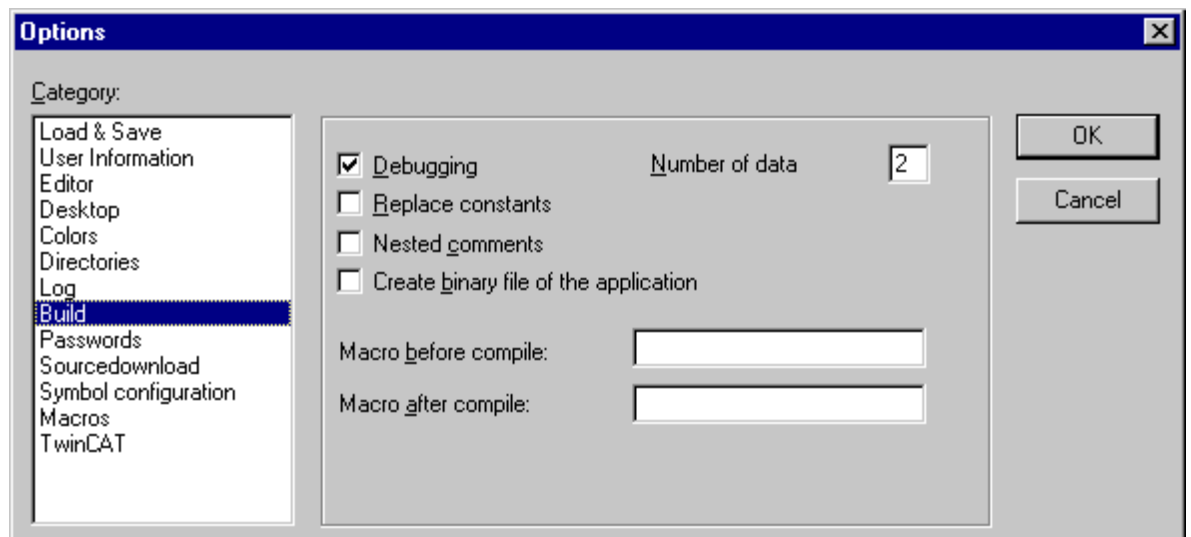 Options
Category:
Load & Save
User Information
Editor
Desktop
Colors
Directories
Log
Build
Passwords
Sourcedownload
Symbol configuration
Macros
TwinCAT
Debugging Number of data 2
Replace constants
Nested comments
Create binary file of the application
Macro before compile:
Macro after compile:
OK
Cancel